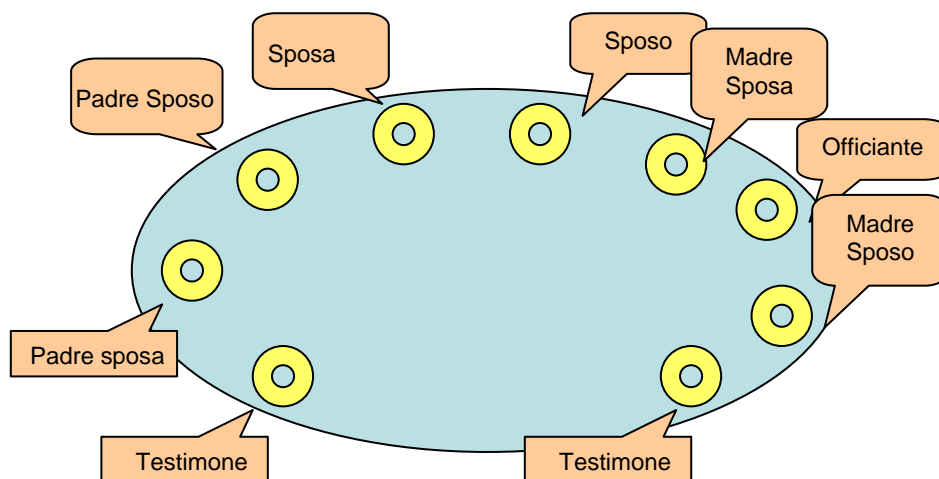 Sposo
Sposa
Madre
Sposa
Padre Sposo
Officiante
Madre
Sposo
Padre sposa
Testimone
Testimone